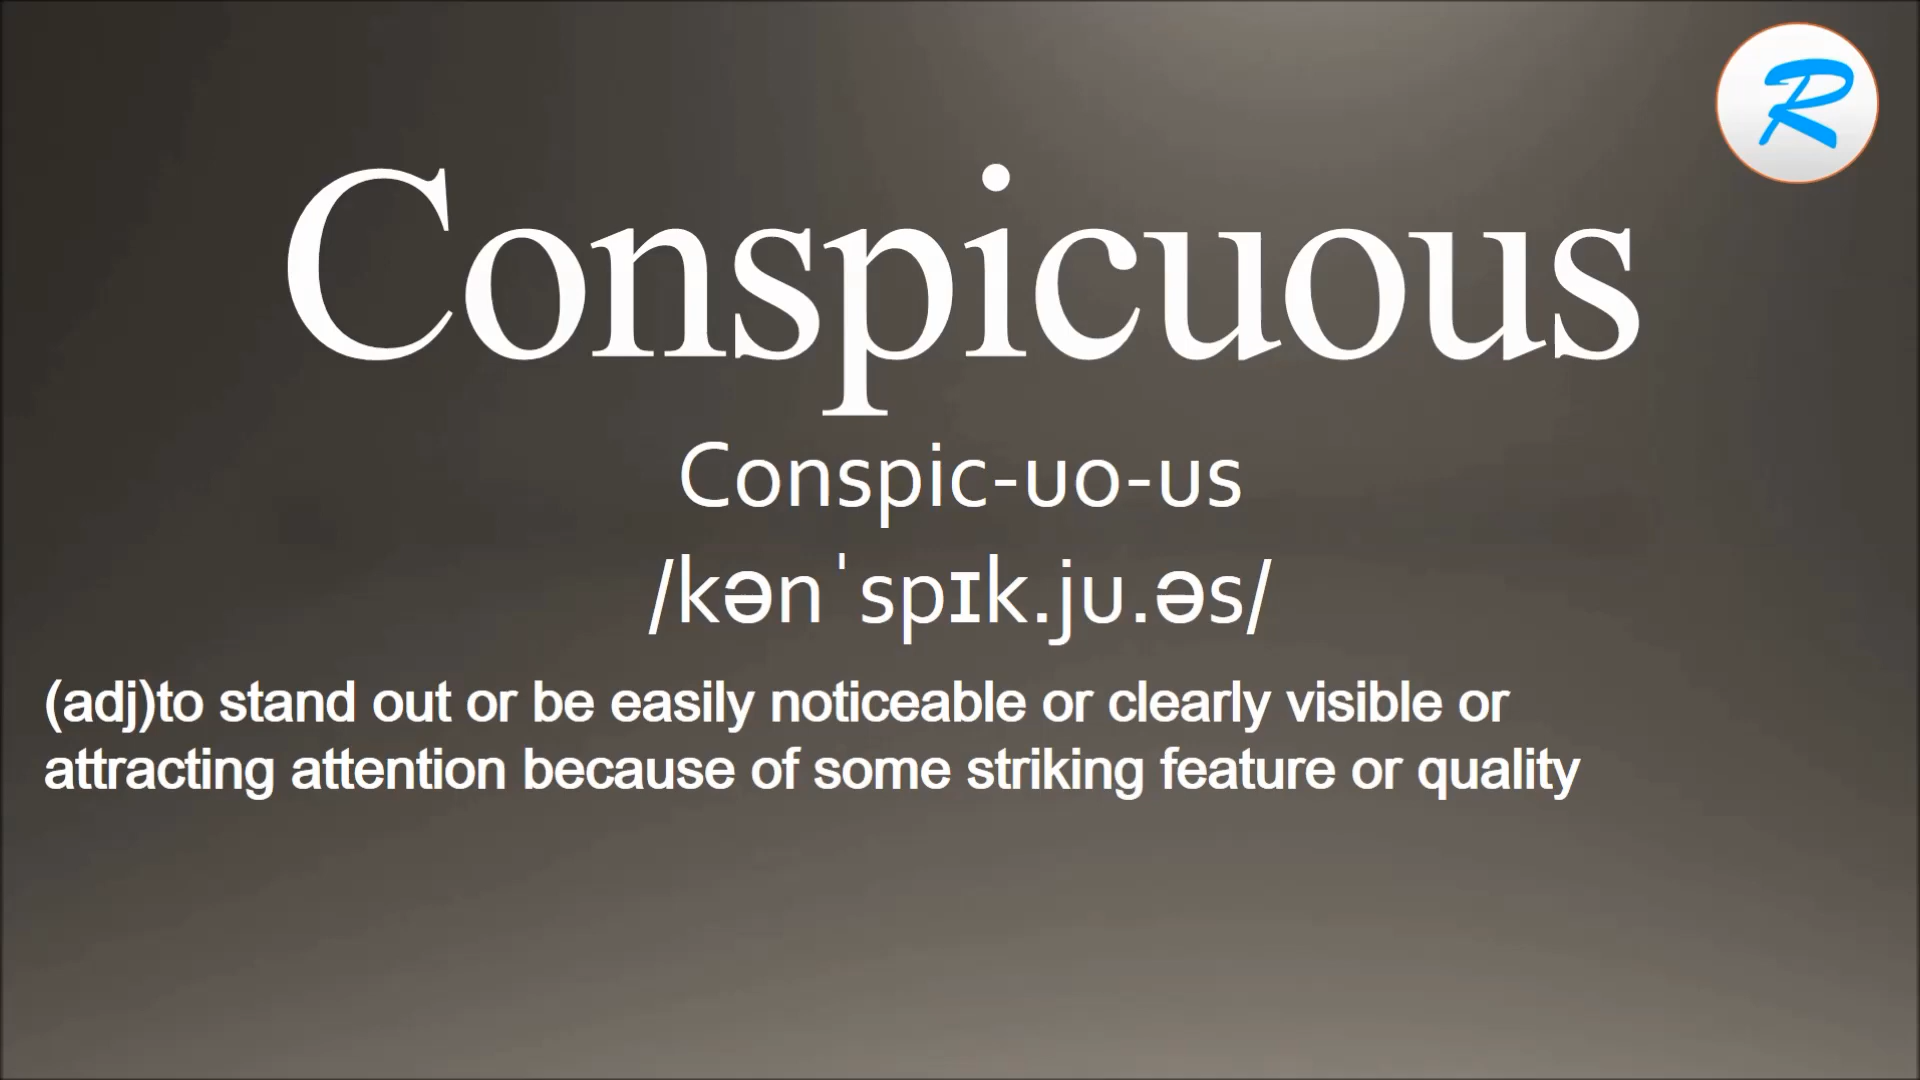 R
Conspicuous
Conspic-uo-us
/kənˈspɪk.ju.əs/
(adj)to stand out or be easily noticeable or clearly visible or
attracting attention because of some striking feature or quality